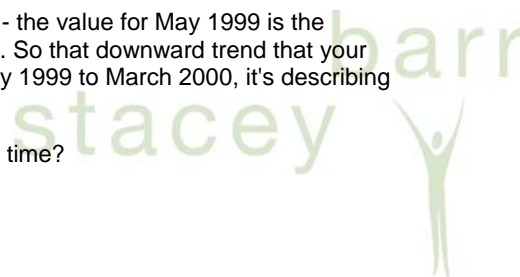 - the value for May 1999 is the
. So that downward trend that your
y 1999 to March 2000, it's describing
time?
barr
stacey